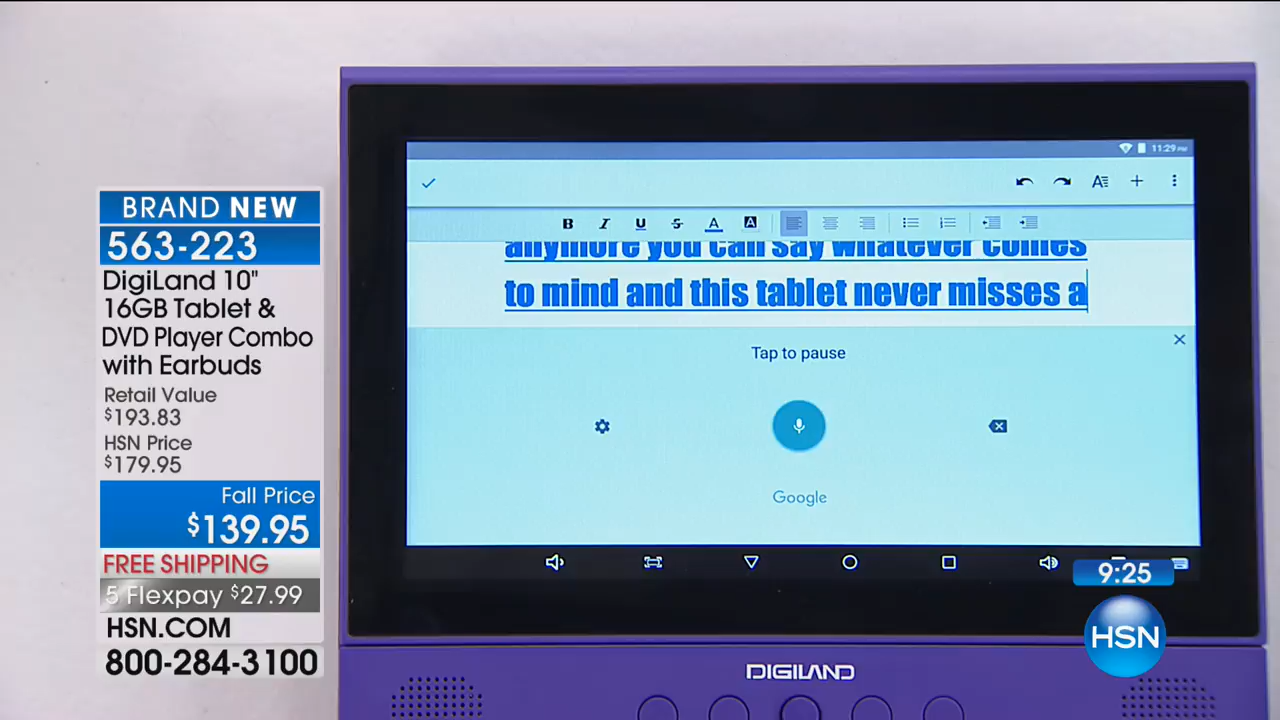 BRAND NEW
563-223
DigiLand 10"
16GB Tablet &
DVD Player Combo
with Earbuds
Retail Value
$193.83
HSN Price
$179.95
Fall Price
$139.95
FREE SHIPPING
5 Flexpay $27.99
HSN.COM
800-284-3100
11:29 PM
B I U S A A
anymore you can say whatever comes
to mind and this tablet never misses a
Tap to pause
Google
9:25
HSN
DIGILAND